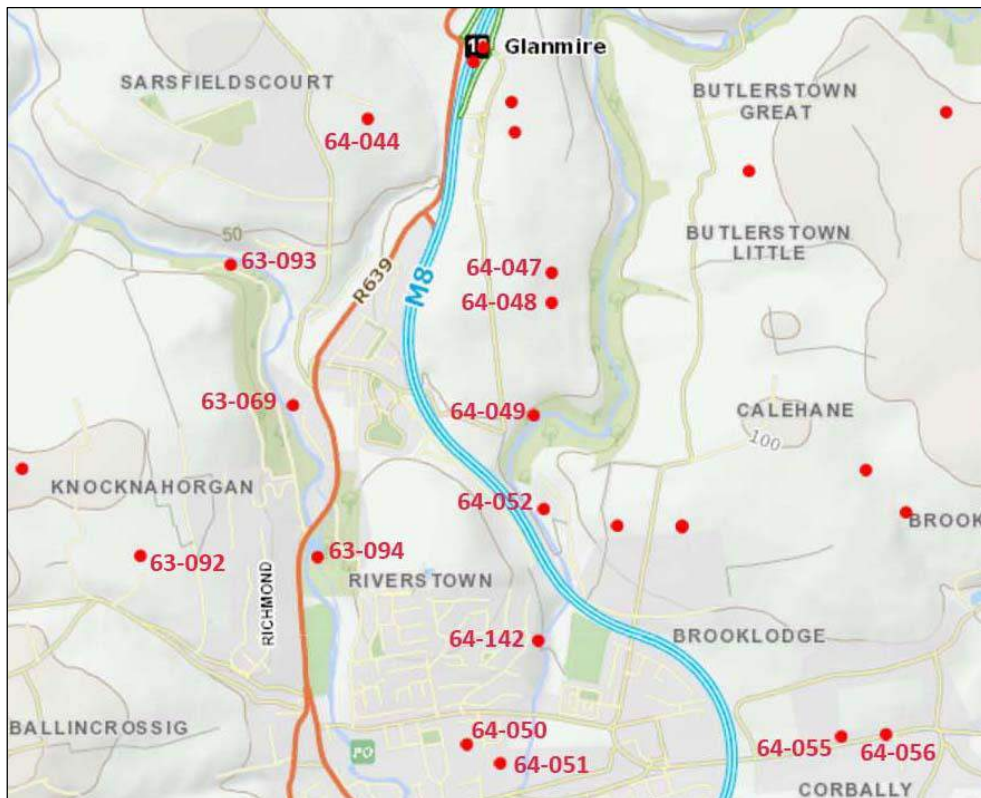 18 Glanmire
SARSFIELDSCOURT
BUTLERSTOWN
GREAT
64-044
50
BUTLERSTOWN
LITTLE
63-093
R639
M8
64-047
64-048
63-069
64-049
CALEHANE
100
KNOCKNAHORGAN
64-052
BROOK
63-092
63-094
RICHMOND
RIVERSTOWN
64-142
BROOKLODGE
BALLINCROSSIG
64-050
64-051
PO
64-055
64-056
CORBALLY